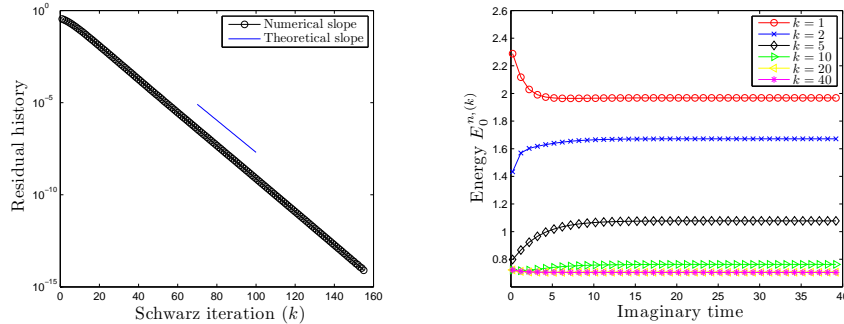 10^0
10^{-5}
10^{-10}
10^{-15}
Residual history
0 20 40 60 80 100 120 140 160
Schwarz iteration (k)
Numerical slope
Theoretical slope
2.6
2.4
2.2
2
1.8
1.6
1.4
1.2
1
0.8
Energy E_0^{n,(k)}
0 5 10 15 20 25 30 35 40
Imaginary time
k = 1
k = 2
k = 5
k = 10
k = 20
k = 40